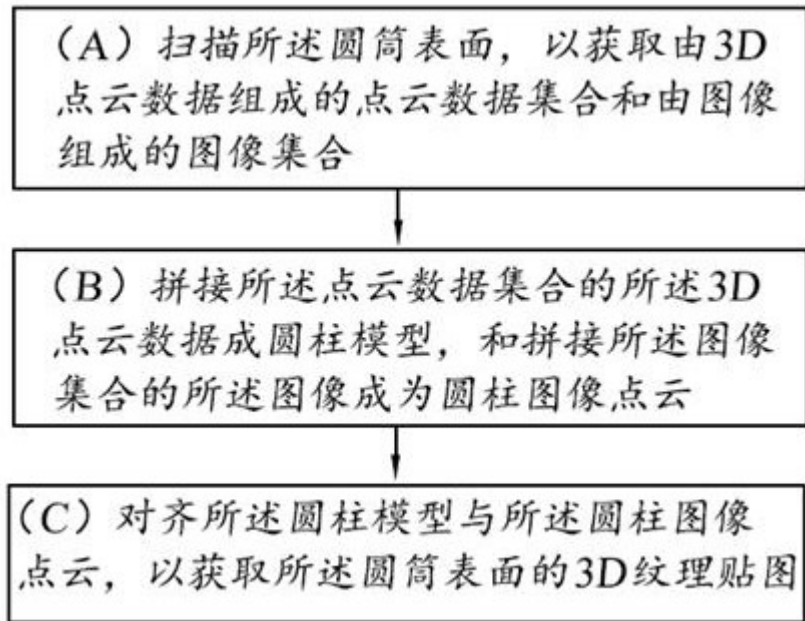 （A）扫描所述圆筒表面，以获取由3D
点云数据组成的点云数据集合和由图像
组成的图像集合
（B）拼接所述点云数据集合的所述3D
点云数据成圆柱模型，和拼接所述图像
集合的所述图像成为圆柱图像点云
（C）对齐所述圆柱模型与所述圆柱图像
点云，以获取所述圆筒表面的3D纹理贴图